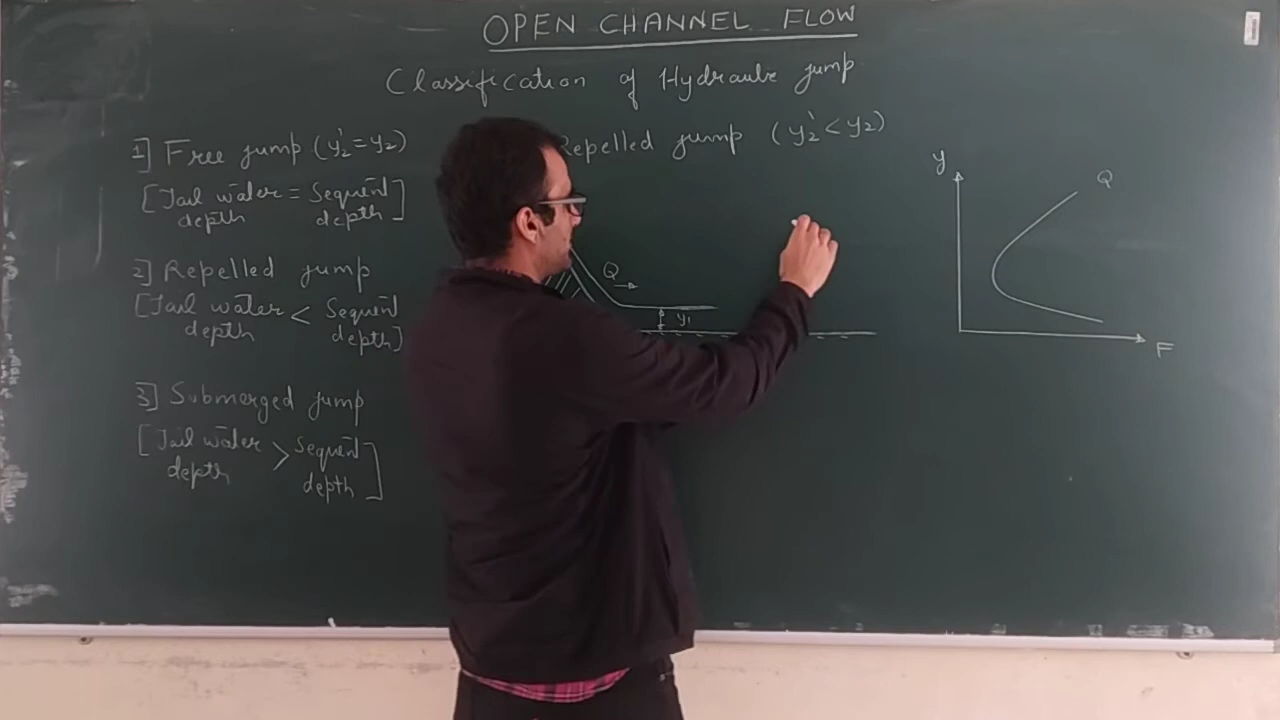 OPEN CHANNEL FLOW
Classification of Hydraulic jump
1] Free jump (y₂' = y₂)
[Tail water = Sequent
depth depth]
2] Repelled jump
[Tail water < Sequent
depth depth]
3] Submerged jump
[Tail water > Sequent
depth depth]
Repelled jump (y₂' < y₂)
Q
y₁
y
Q
F